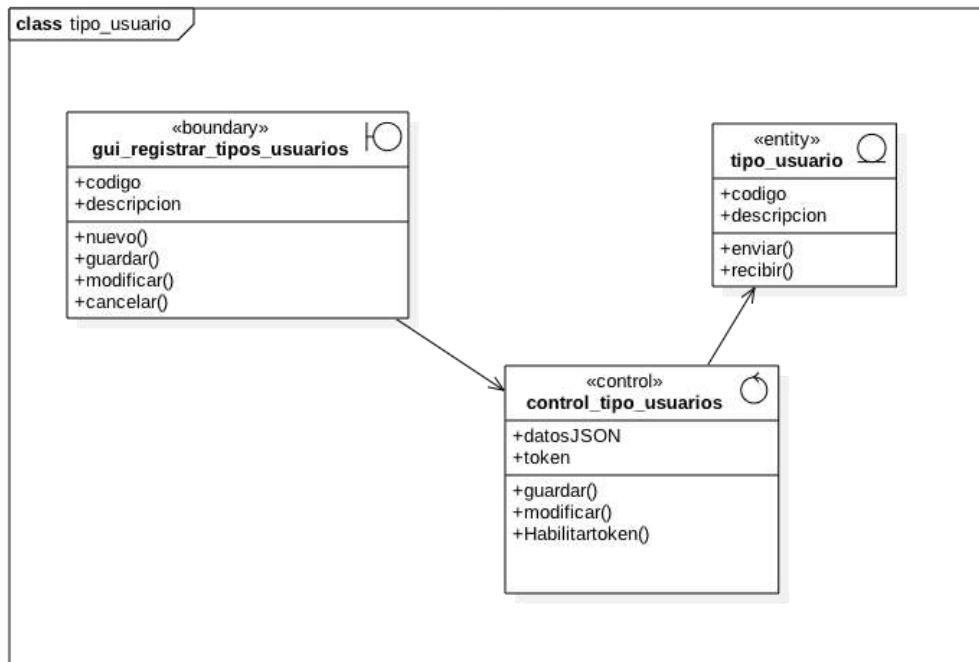 class tipo_usuario
«boundary»
gui_registrar_tipos_usuarios
+codigo
+descripcion
+nuevo()
+guardar()
+modificar()
+cancelar()
«entity»
tipo_usuario
+codigo
+descripcion
+enviar()
+recibir()
«control»
control_tipo_usuarios
+datosJSON
+token
+guardar()
+modificar()
+Habilitartoken()